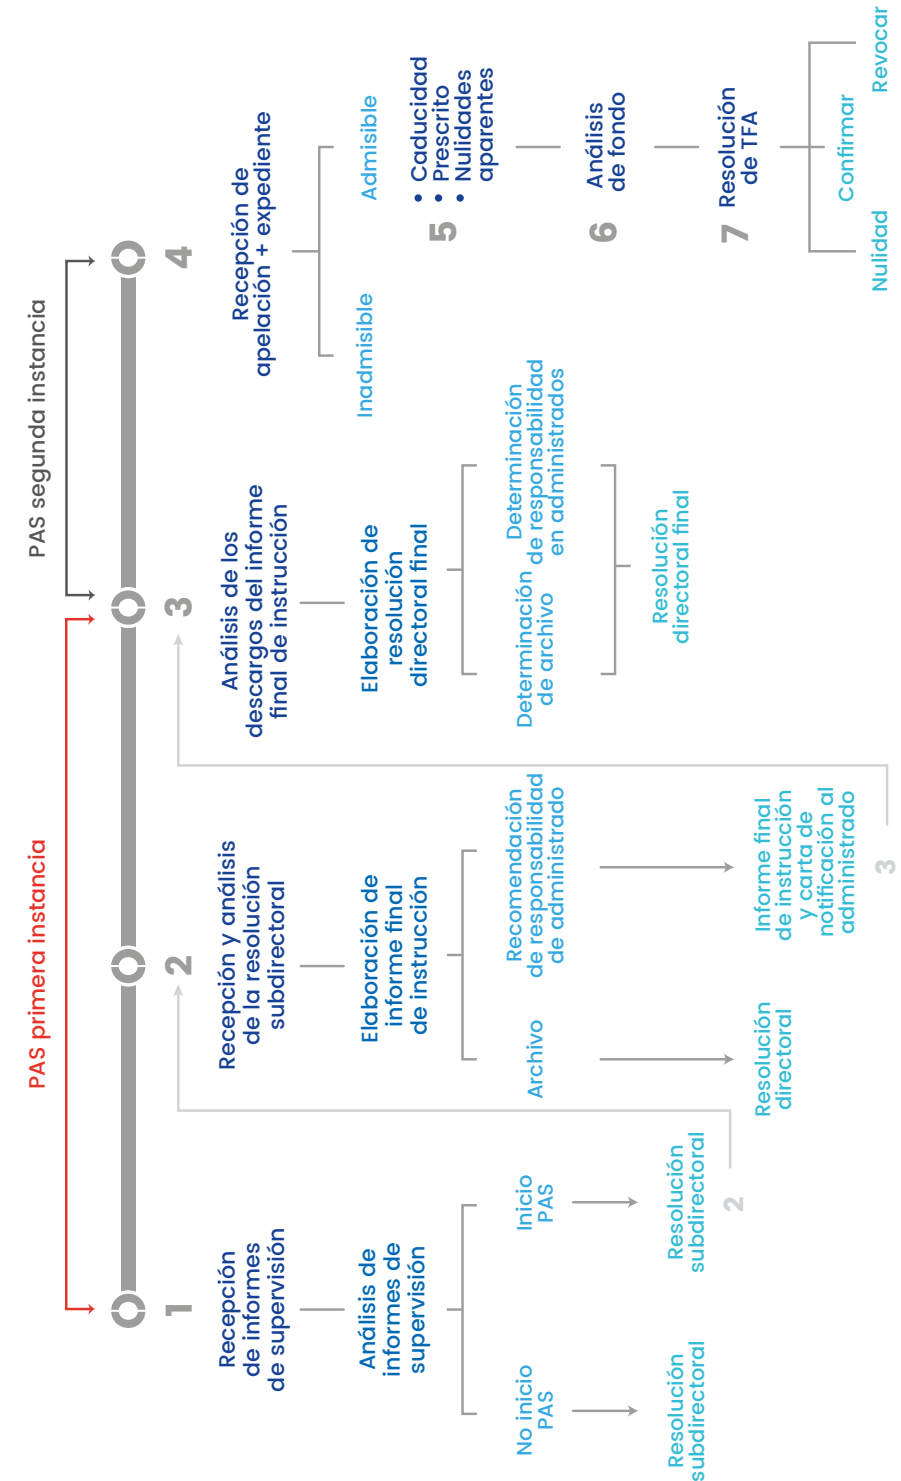 PAS primera instancia
PAS segunda instancia
1
Recepción
de informes
de supervisión
Análisis de
informes de
supervisión
No inicio
PAS
Resolución
subdirectoral
Inicio
PAS
Resolución
subdirectoral
2
2
Recepción y análisis
de la resolución
subdirectoral
Elaboración de
informe final
de instrucción
Archivo
Resolución
directoral
Recomendación
de responsabilidad
de administrado
Informe final
de instrucción
y carta de
notificación al
administrado
3
3
Análisis de los
descargos del informe
final de instrucción
Elaboración de
resolución
directoral final
Determinación
de archivo
Determinación
de responsabilidad
en administrados
Resolución
directoral final
4
Recepción de
apelación + expediente
Inadmisible
Admisible
5
• Caducidad
• Prescrito
• Nulidades
aparentes
6
Análisis
de fondo
7
Resolución
de TFA
Nulidad
Confirmar
Revocar